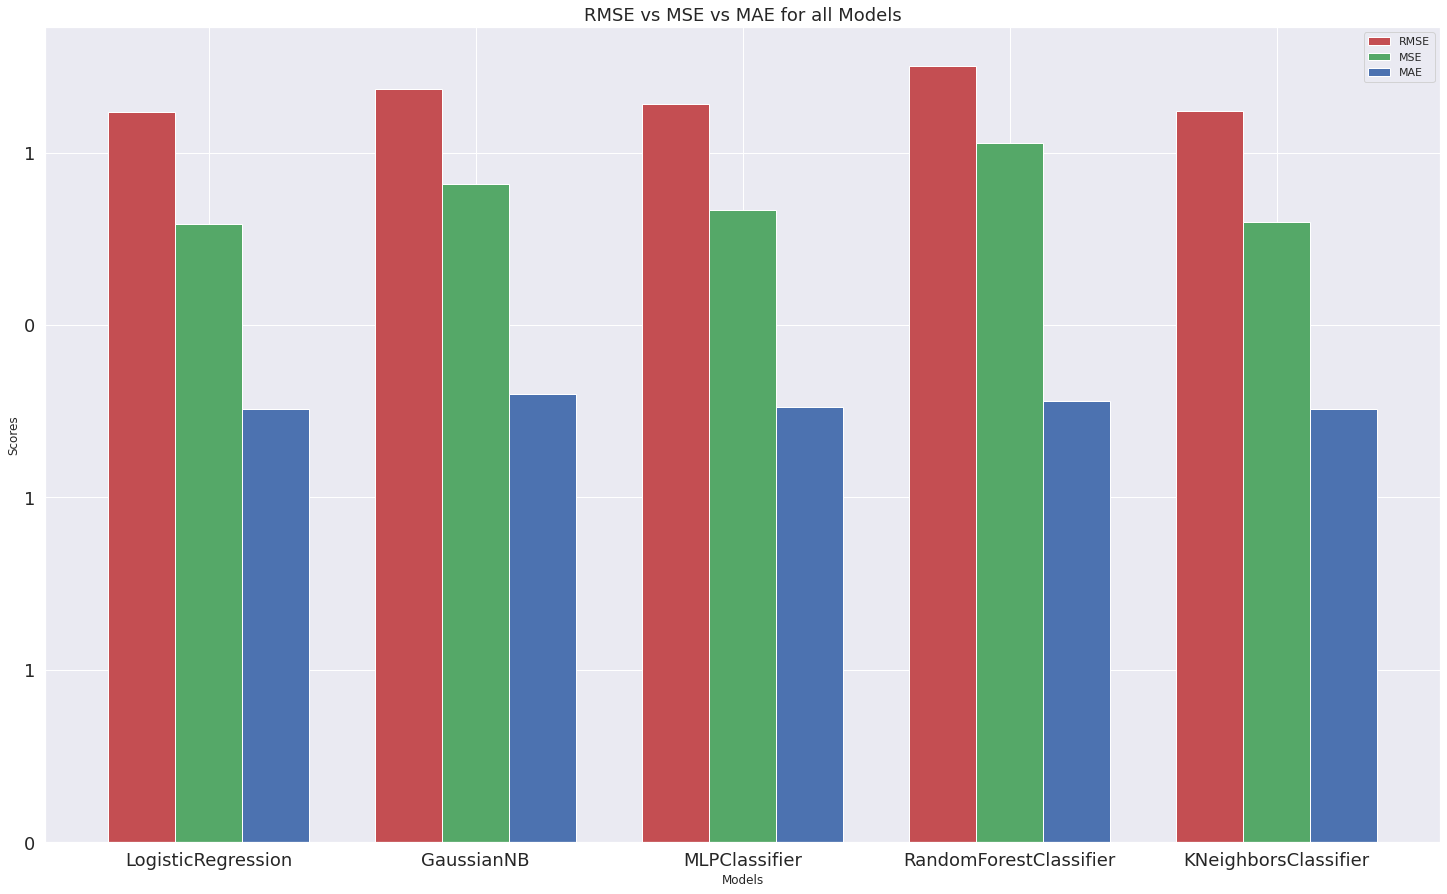 RMSE vs MSE vs MAE for all Models
RMSE
MSE
MAE
1
0
1
1
0
Scores
LogisticRegression GaussianNB MLPClassifier RandomForestClassifier KNeighborsClassifier
Models